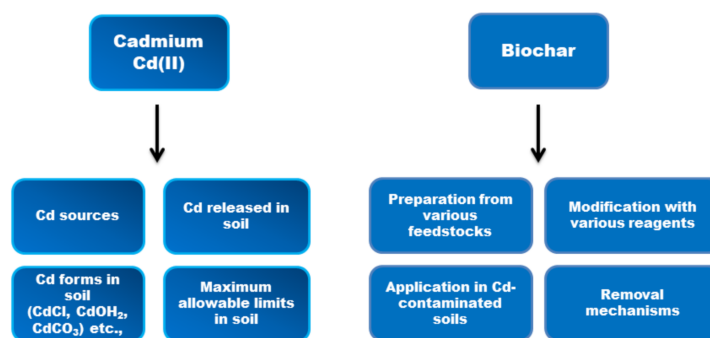 Cadmium
Cd(II)
Biochar
Cd sources
Cd released in
soil
Cd forms in
soil
(CdCl, CdOH₂,
CdCO₃) etc.,
Maximum
allowable limits
in soil
Preparation from
various
feedstocks
Modification with
various reagents
Application in Cd-
contaminated
soils
Removal
mechanisms